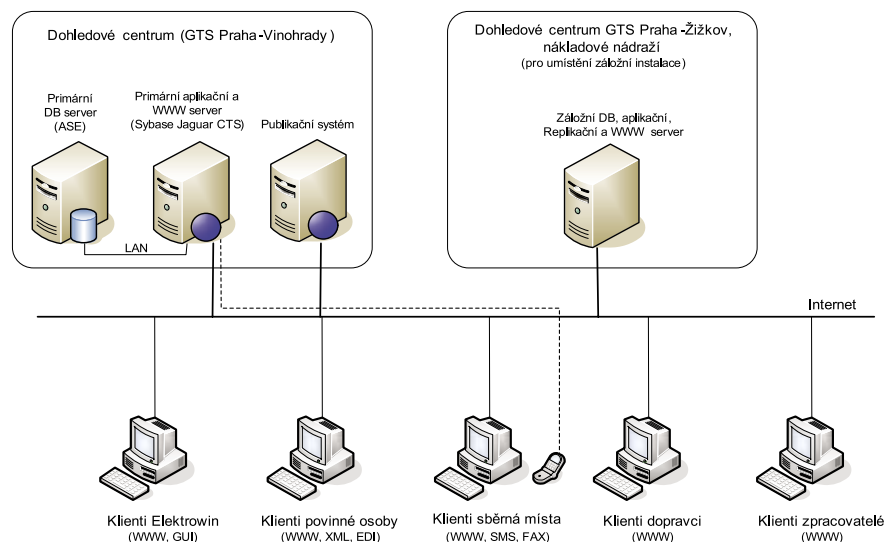 Dohledové centrum (GTS Praha-Vinohrady)
Primární
DB server
(ASE)
Primární aplikační a
WWW server
(Sybase Jaguar CTS)
Publikační systém
LAN
Dohledové centrum GTS Praha-Žižkov,
nákladové nádraží
(pro umístění záložní instalace)
Záložní DB, aplikační,
Replikační a WWW server
Internet
Klienti Elektrowin
(WWW, GUI)
Klienti povinné osoby
(WWW, XML, EDI)
Klienti sběrná místa
(WWW, SMS, FAX)
Klienti dopravci
(WWW)
Klienti zpracovatelé
(WWW)